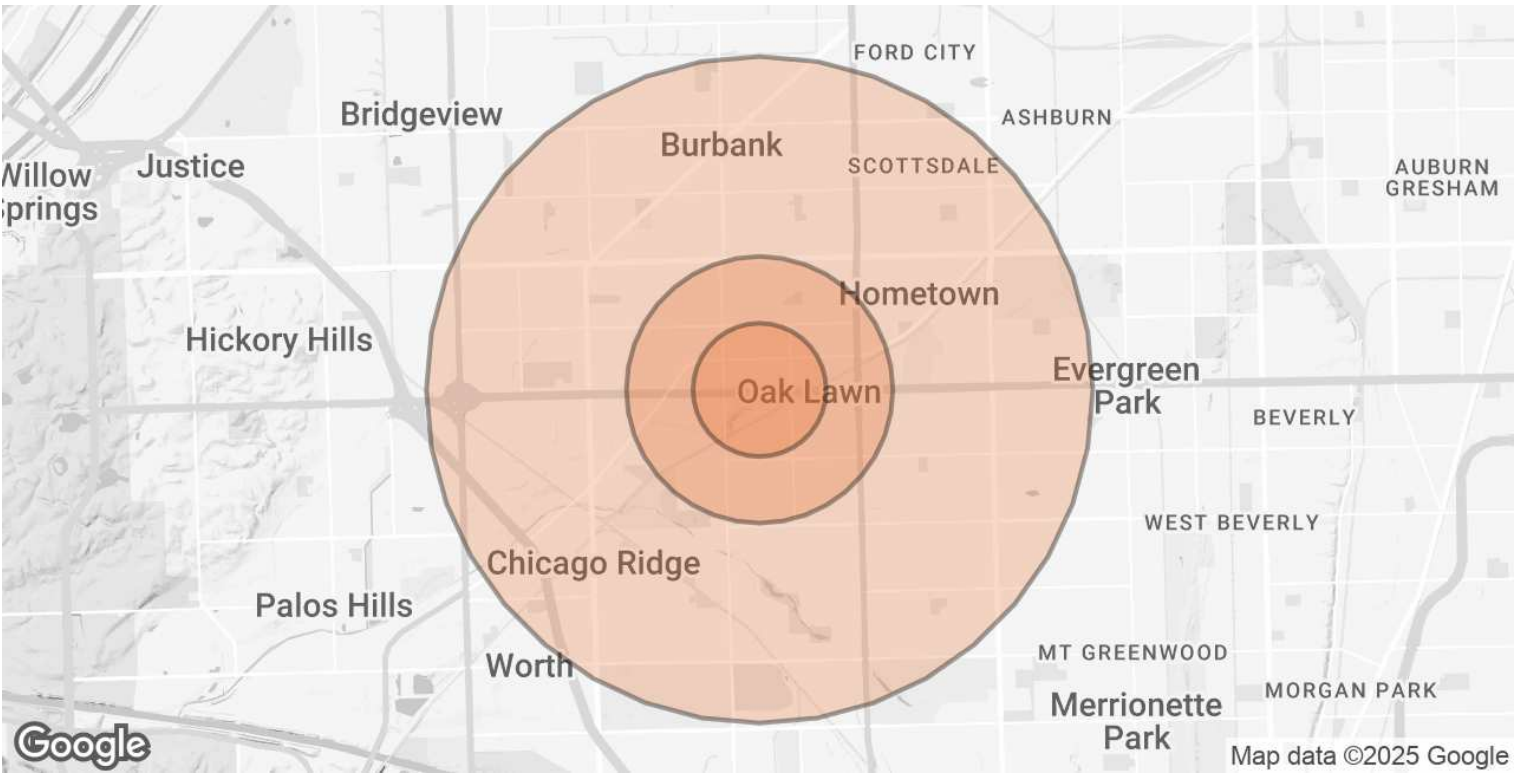 FORD CITY
Bridgeview
ASHBURN
Burbank
Justice
SCOTTSDALE
Willow
Springs
AUBURN
GRESHAM
Hometown
Hickory Hills
Oak Lawn
Evergreen
Park
BEVERLY
WEST BEVERLY
Chicago Ridge
Palos Hills
MT GREENWOOD
Worth
MORGAN PARK
Merrionette
Park
Google
Map data ©2025 Google